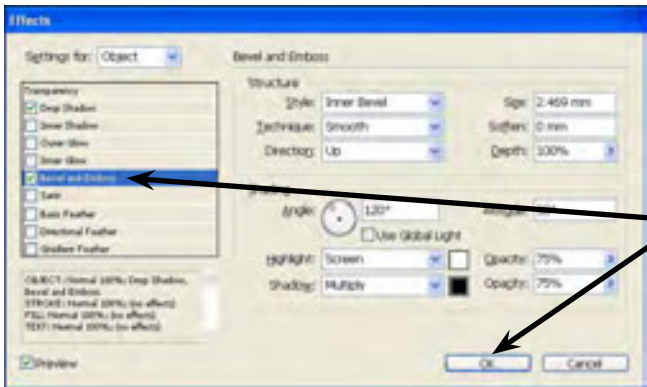 Effects
Settings for: Object
Transparency
Drop Shadow
Inner Shadow
Outer Glow
Inner Glow
Bevel and Emboss
Satin
Basic Feather
Directional Feather
Gradient Feather
OBJECT: Normal 100%; Drop Shadow,
Bevel and Emboss
STROKE: Normal 100%; (no effects)
FILL: Normal 100%; (no effects)
TEXT: Normal 100%; (no effects)
Preview
Bevel and Emboss
Structure
Style: Inner Bevel Size: 2.469 mm
Technique: Smooth Soften: 0 mm
Direction: Up Depth: 100%
Shading
Angle: 120°
Use Global Light
Highlight: Screen Opacity: 75%
Shadow: Multiply Opacity: 75%
OK Cancel